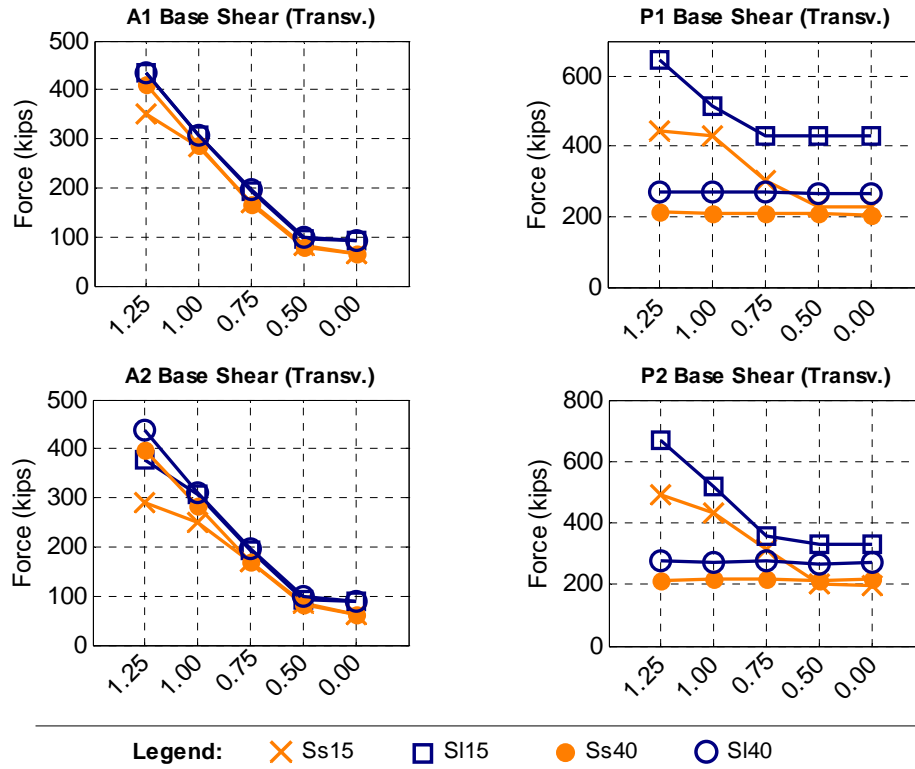 A1 Base Shear (Transv.)
Force (kips)
500
400
300
200
100
0
1.25 1.00 0.75 0.50 0.00
P1 Base Shear (Transv.)
Force (kips)
600
400
200
0
1.25 1.00 0.75 0.50 0.00
A2 Base Shear (Transv.)
Force (kips)
500
400
300
200
100
0
1.25 1.00 0.75 0.50 0.00
P2 Base Shear (Transv.)
Force (kips)
800
600
400
200
0
1.25 1.00 0.75 0.50 0.00
Legend: Ss15 Sl15 Ss40 Sl40